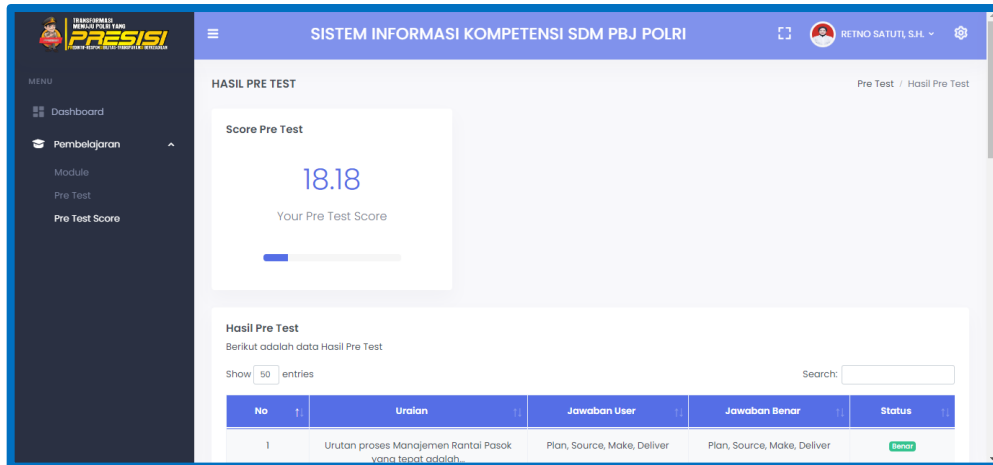 TRANSFORMASI
MENUJU POLRI YANG
PRESISI
SISTEM INFORMASI KOMPETENSI SDM PBJ POLRI
RETNO SATUTI, S.H.
MENU
Dashboard
Pembelajaran
Module
Pre Test
Pre Test Score
HASIL PRE TEST
Pre Test / Hasil Pre Test
Score Pre Test
18.18
Your Pre Test Score
Hasil Pre Test
Berikut adalah data Hasil Pre Test
Show 50 entries
Search:
No Uraian Jawaban User Jawaban Benar Status
1 Urutan proses Manajemen Rantai Pasok Plan, Source, Make, Deliver Plan, Source, Make, Deliver Benar
yang tepat adalah...